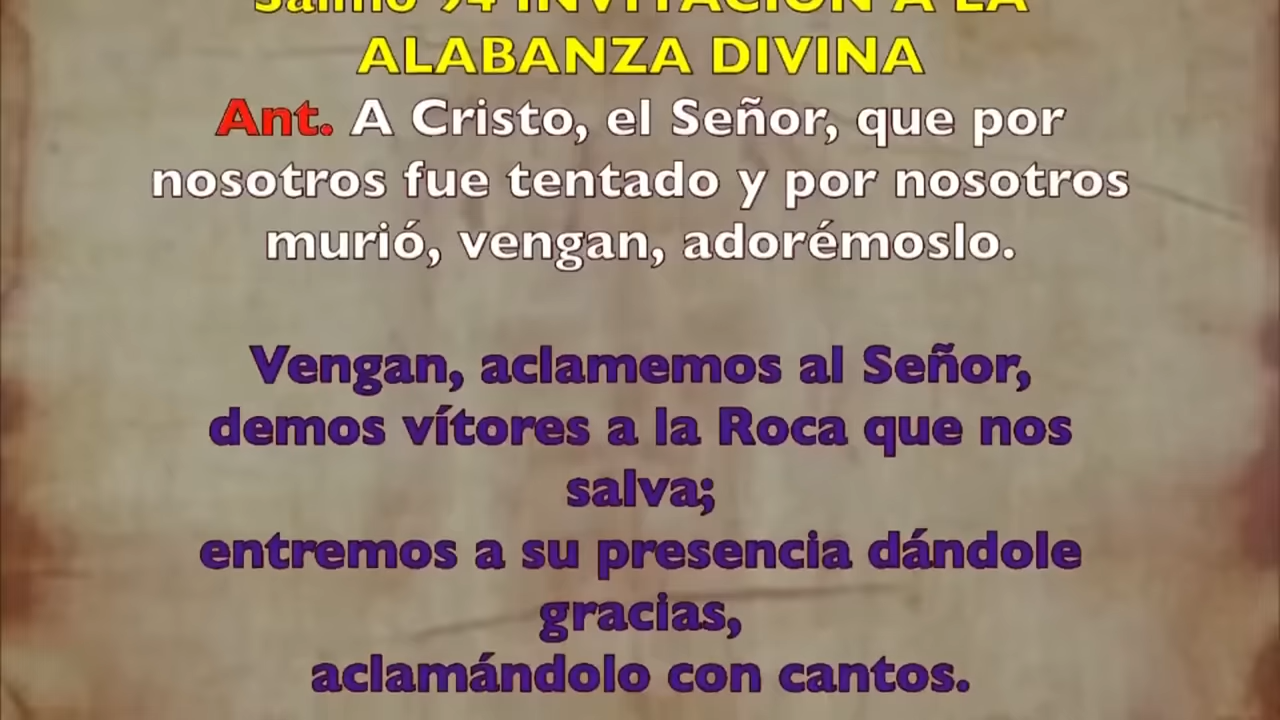 Salmo 94 INVITACIÓN A LA
ALABANZA DIVINA
Ant. A Cristo, el Señor, que por
nosotros fue tentado y por nosotros
murió, vengan, adorémoslo.
Vengan, aclamemos al Señor,
demos vítores a la Roca que nos
salva;
entremos a su presencia dándole
gracias,
aclamándolo con cantos.